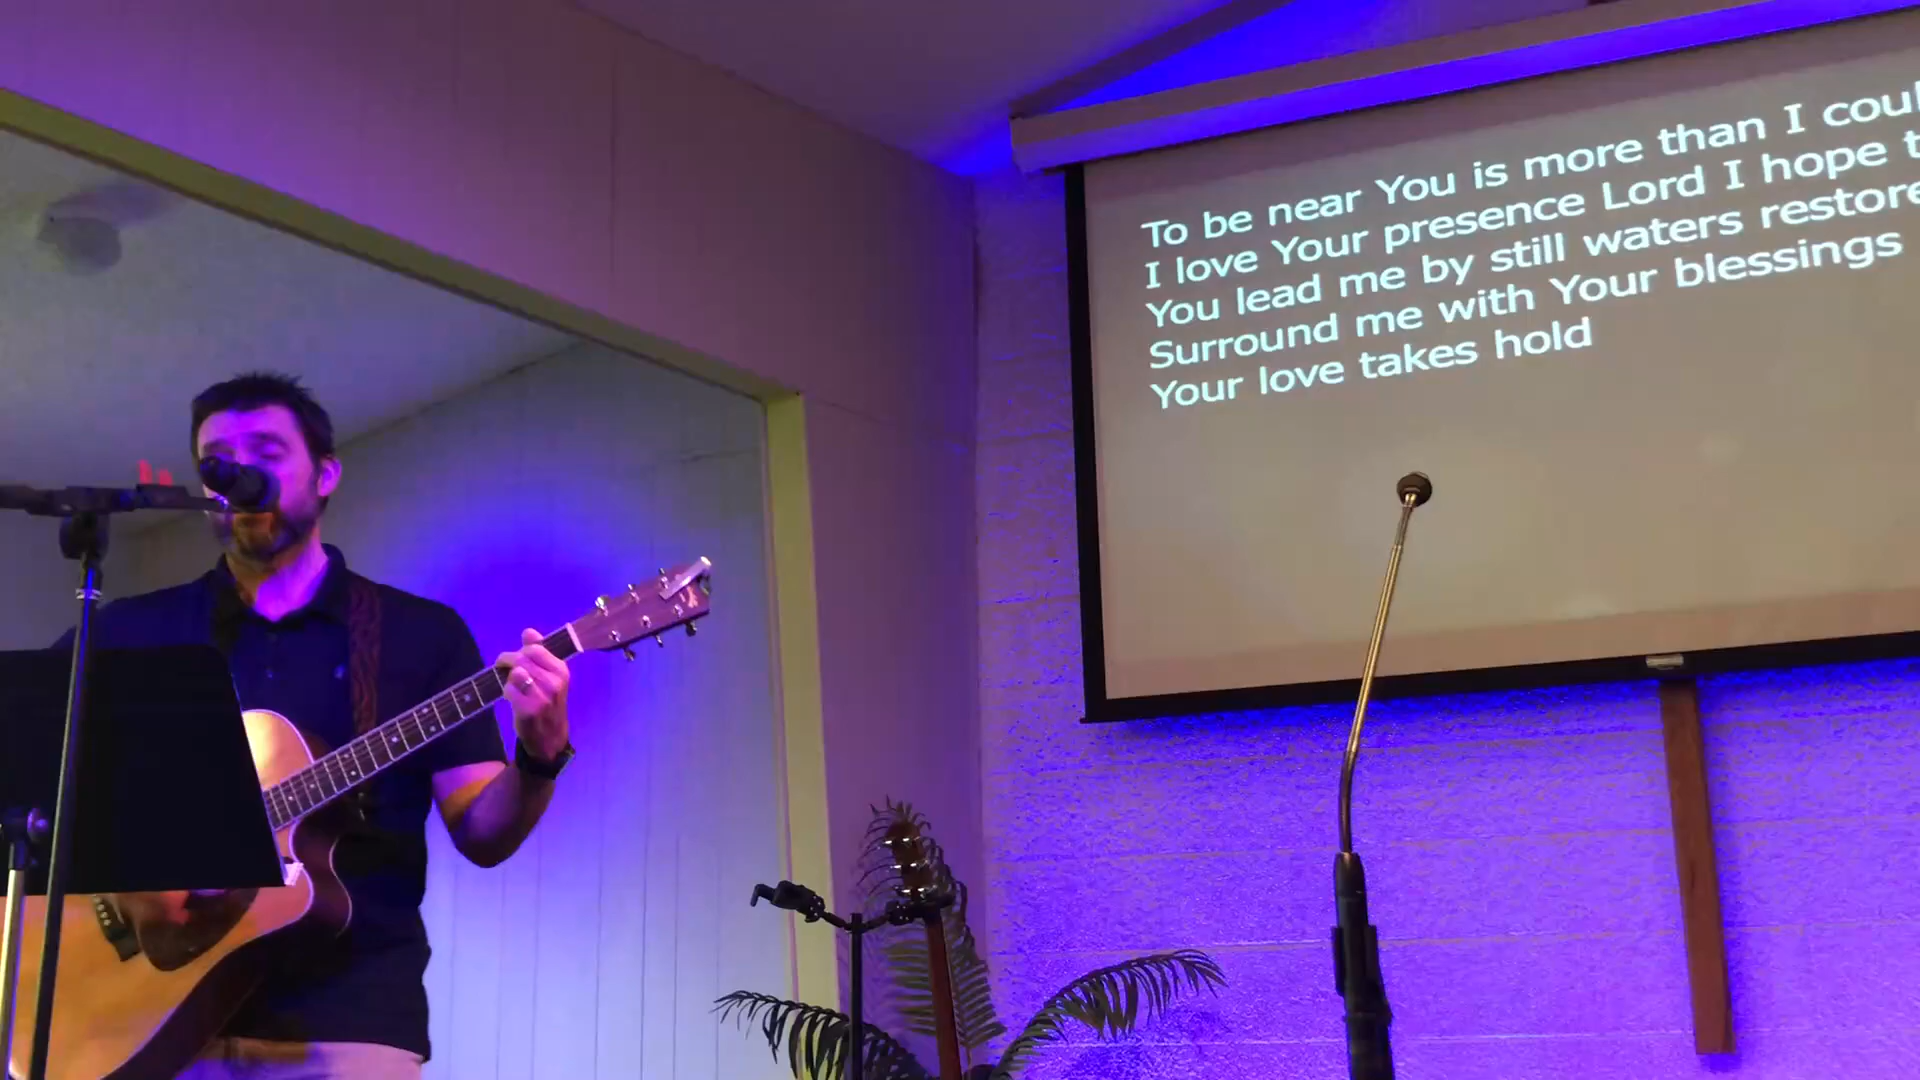 To be near You is more than I
I love Your presence Lord I hope
You lead me by still waters restore
Surround me with Your blessings
Your love takes hold